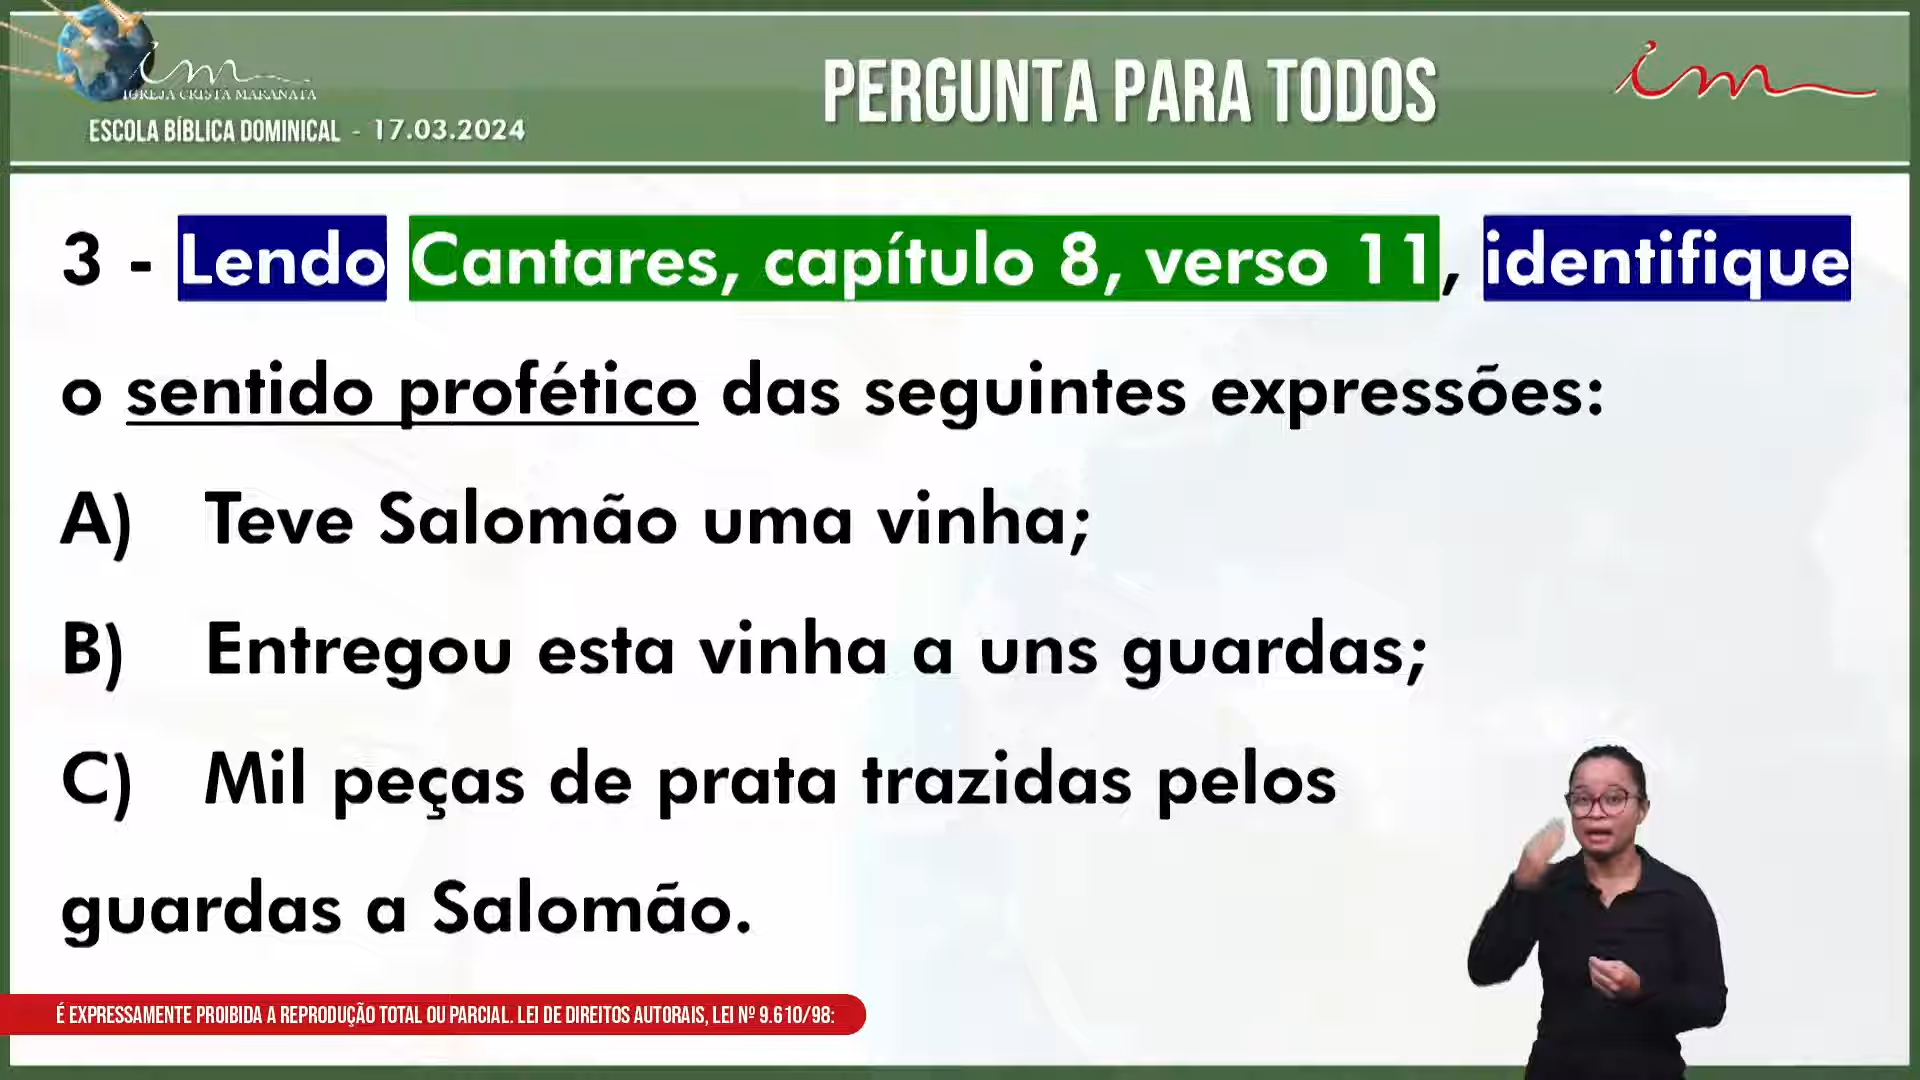 im
IGREJA CRISTÃ MARANATA
ESCOLA BÍBLICA DOMINICAL - 17.03.2024
PERGUNTA PARA TODOS
im
3 - Lendo Cantares, capítulo 8, verso 11, identifique
o sentido profético das seguintes expressões:
A) Teve Salomão uma vinha;
B) Entregou esta vinha a uns guardas;
C) Mil peças de prata trazidas pelos
guardas a Salomão.
É EXPRESSAMENTE PROIBIDA A REPRODUÇÃO TOTAL OU PARCIAL. LEI DE DIREITOS AUTORAIS, LEI Nº 9.610/98: